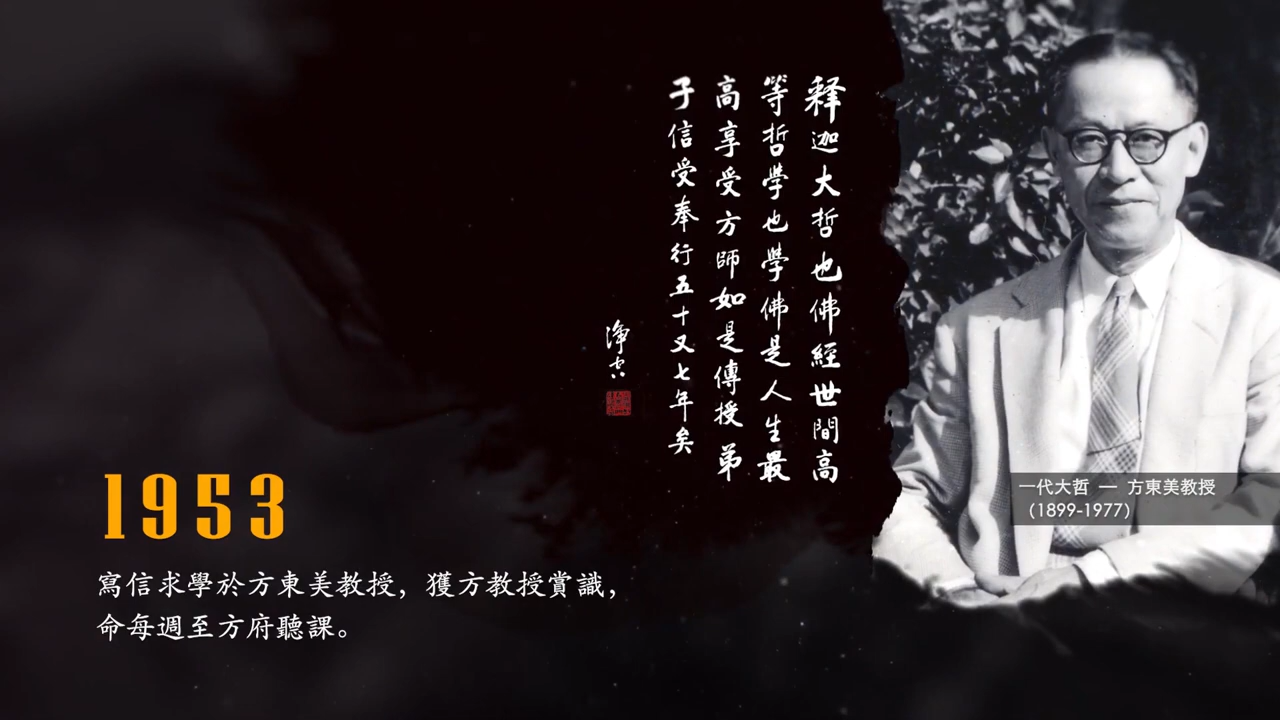 释迦大哲也佛經世間高
等哲學也學佛是人生最
高享受方師如是傳授弟
子信受奉行五十又七年矣
淨空
1953
寫信求學於方東美教授，獲方教授賞識，
命每週至方府聽課。
一代大哲 — 方東美教授
(1899-1977)